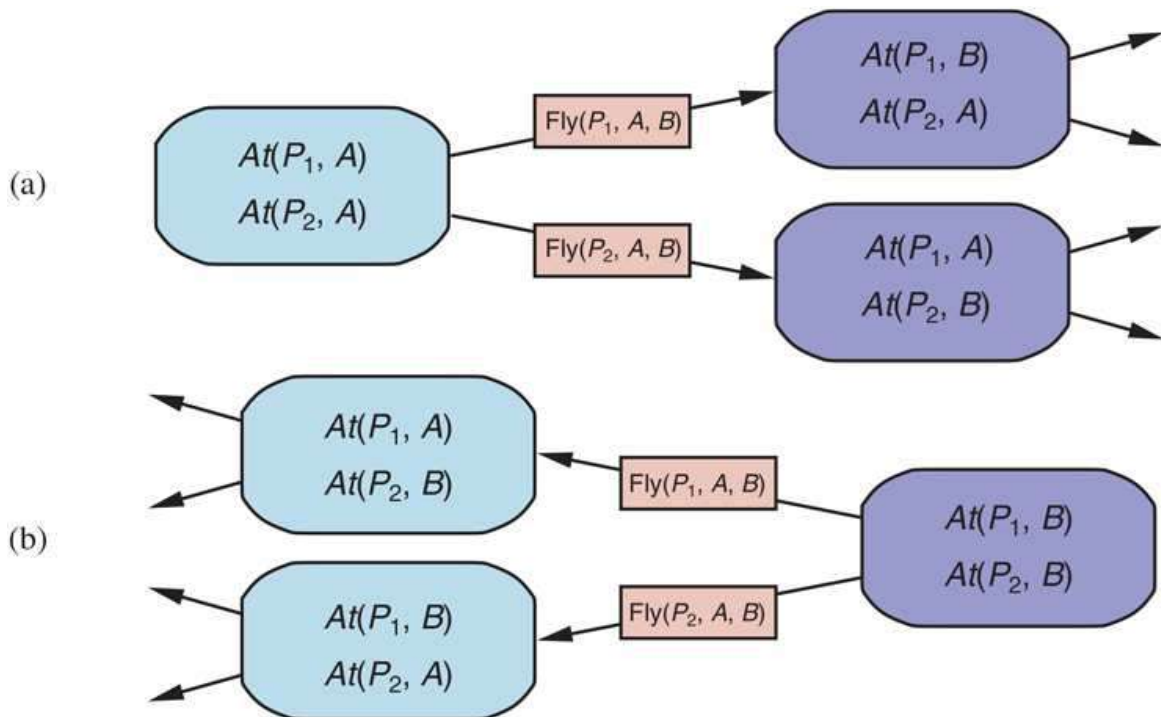 (a)
At(P₁, A)
At(P₂, A)
Fly(P₁, A, B)
At(P₁, B)
At(P₂, A)
Fly(P₂, A, B)
At(P₁, A)
At(P₂, B)
(b)
At(P₁, A)
At(P₂, B)
Fly(P₁, A, B)
At(P₁, B)
At(P₂, B)
At(P₁, B)
At(P₂, A)
Fly(P₂, A, B)